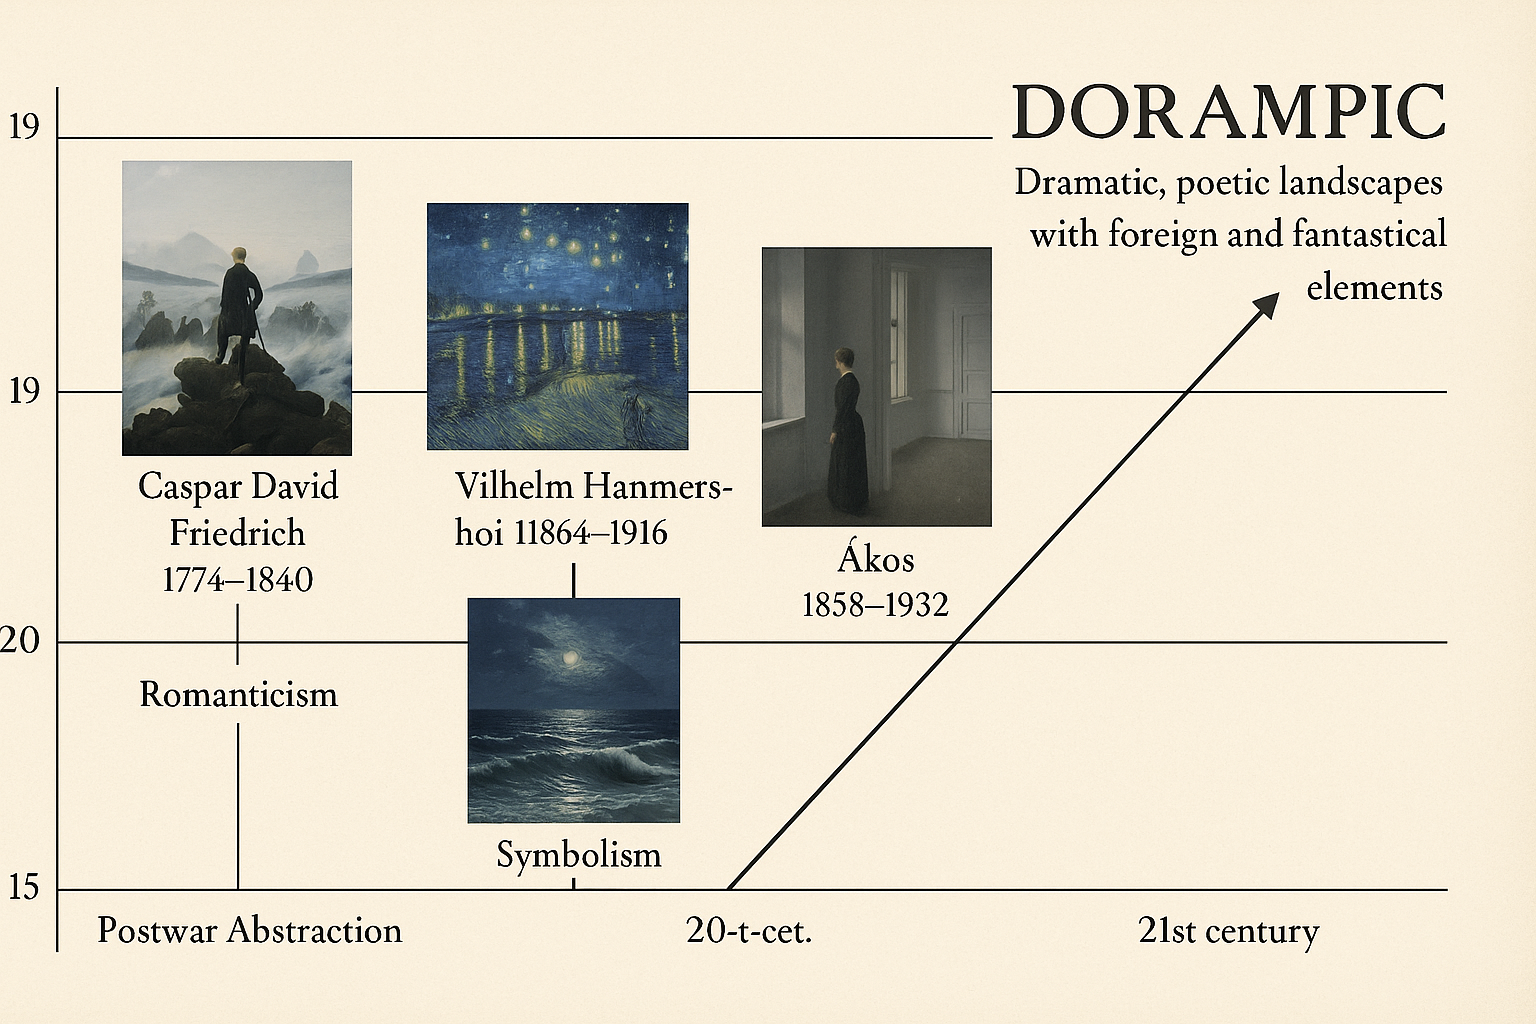 DORAMPIC
Dramatic, poetic landscapes
with foreign and fantastical
elements
19
19
20
15
Caspar David
Friedrich
1774–1840
Romanticism
Vilhelm Hanmers-
hoi 11864–1916
Symbolism
Ákos
1858–1932
Postwar Abstraction
20-t-cet.
21st century